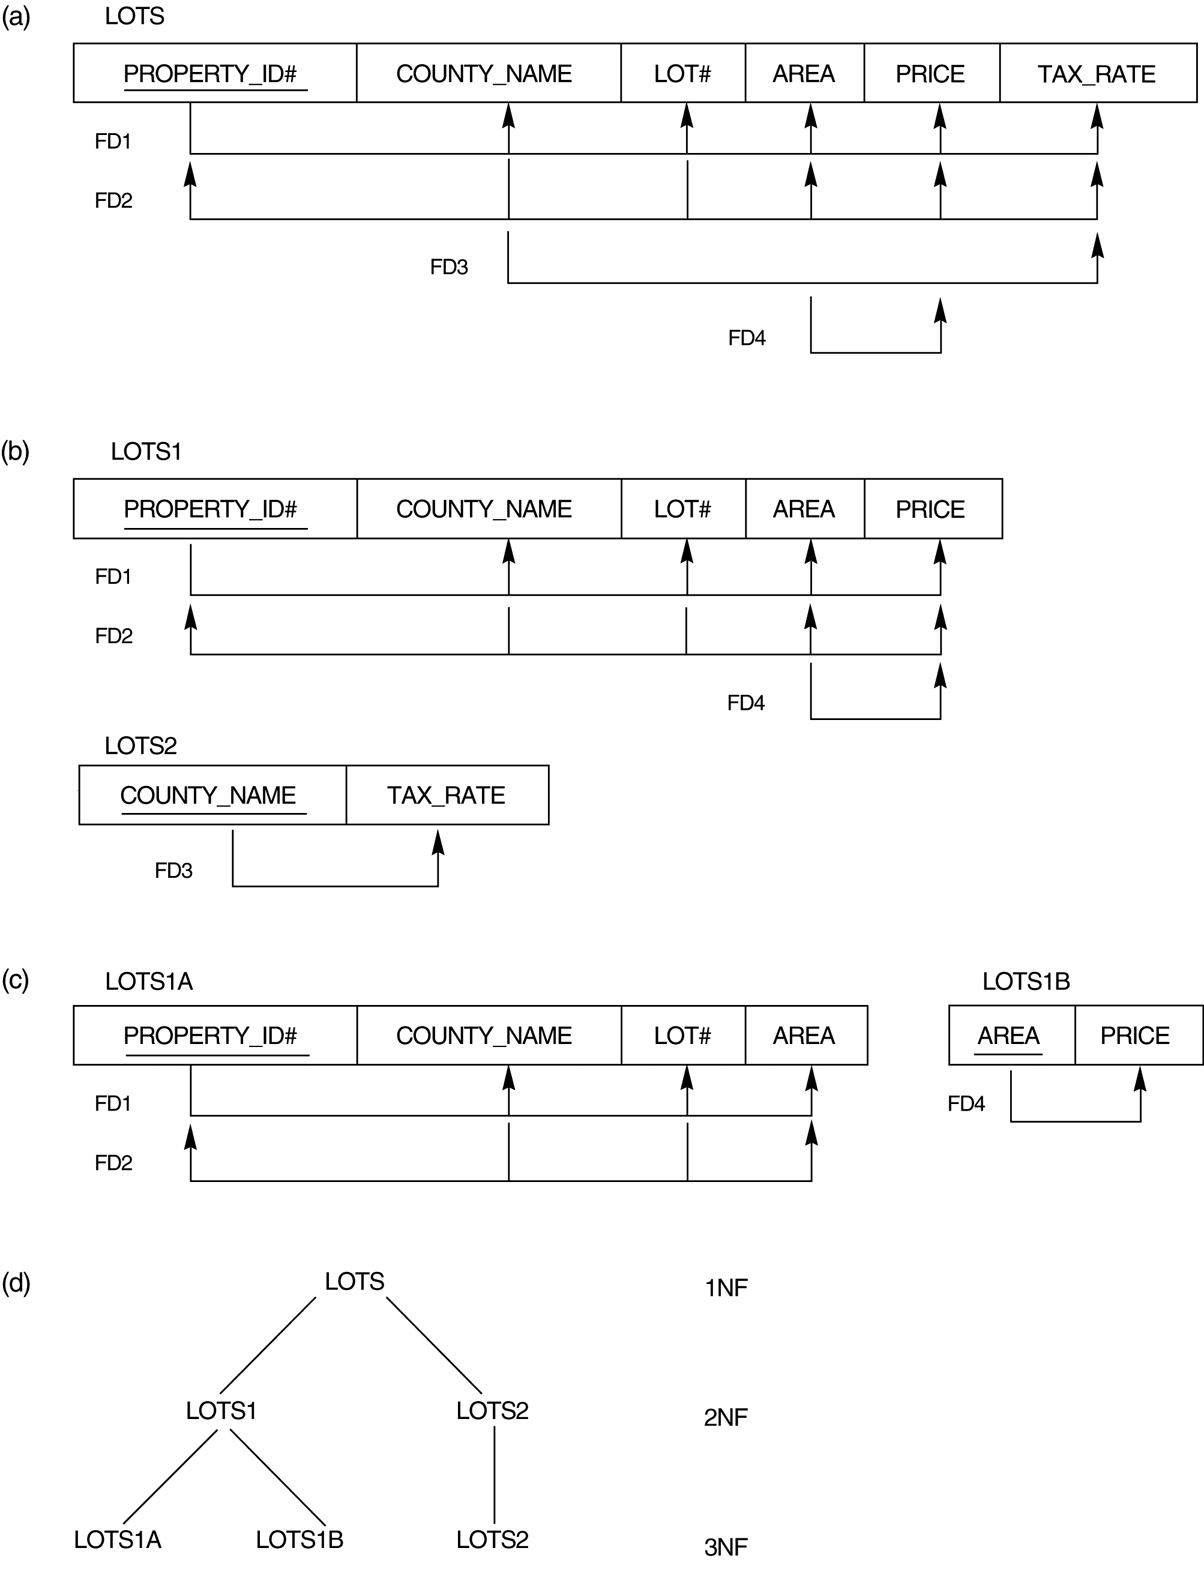 (a) LOTS
PROPERTY_ID# COUNTY_NAME LOT# AREA PRICE TAX_RATE
FD1
FD2
FD3
FD4
(b) LOTS1
PROPERTY_ID# COUNTY_NAME LOT# AREA PRICE
FD1
FD2
FD4
LOTS2
COUNTY_NAME TAX_RATE
FD3
(c) LOTS1A LOTS1B
PROPERTY_ID# COUNTY_NAME LOT# AREA AREA PRICE
FD1 FD4
FD2
(d) LOTS 1NF
LOTS1 LOTS2 2NF
LOTS1A LOTS1B LOTS2 3NF